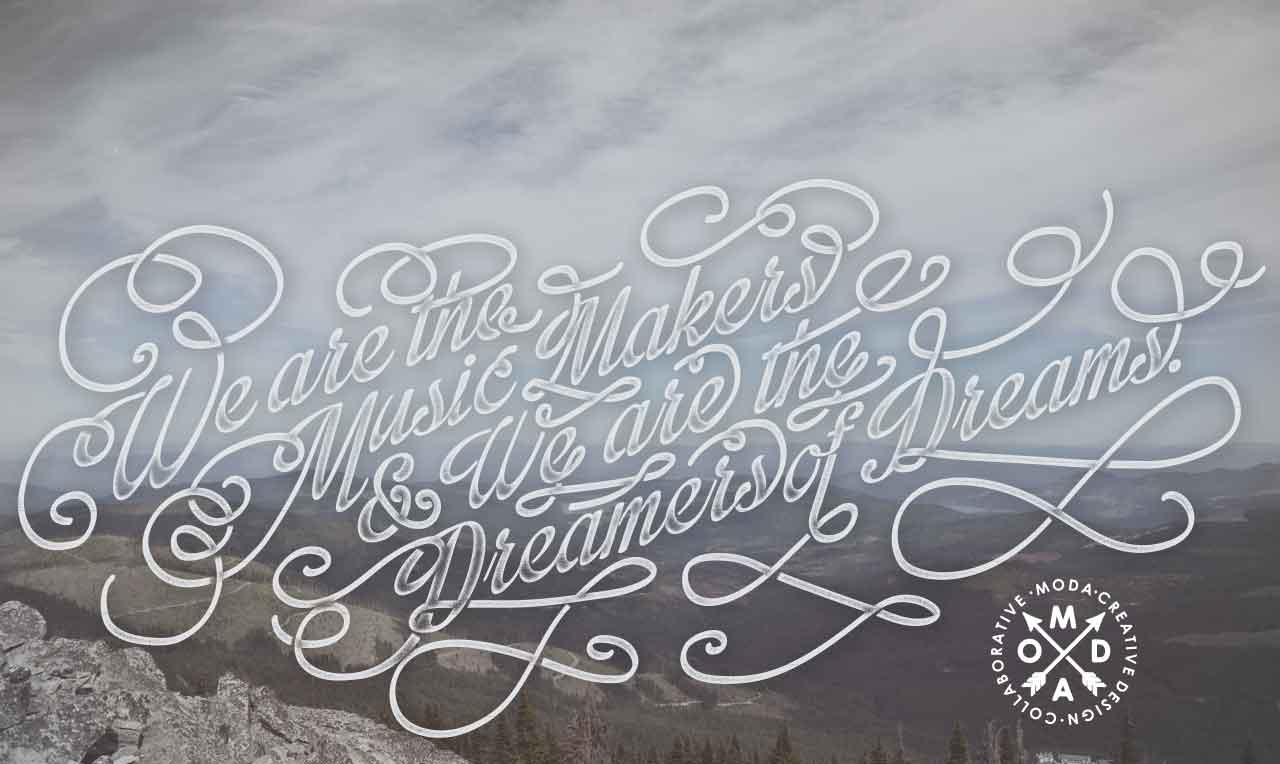 We are the
Music Makers
& We are the
Dreamers of Dreams.
MODA·CREATIVE DESIGN·COLLABORATIVE·
M
O D
A